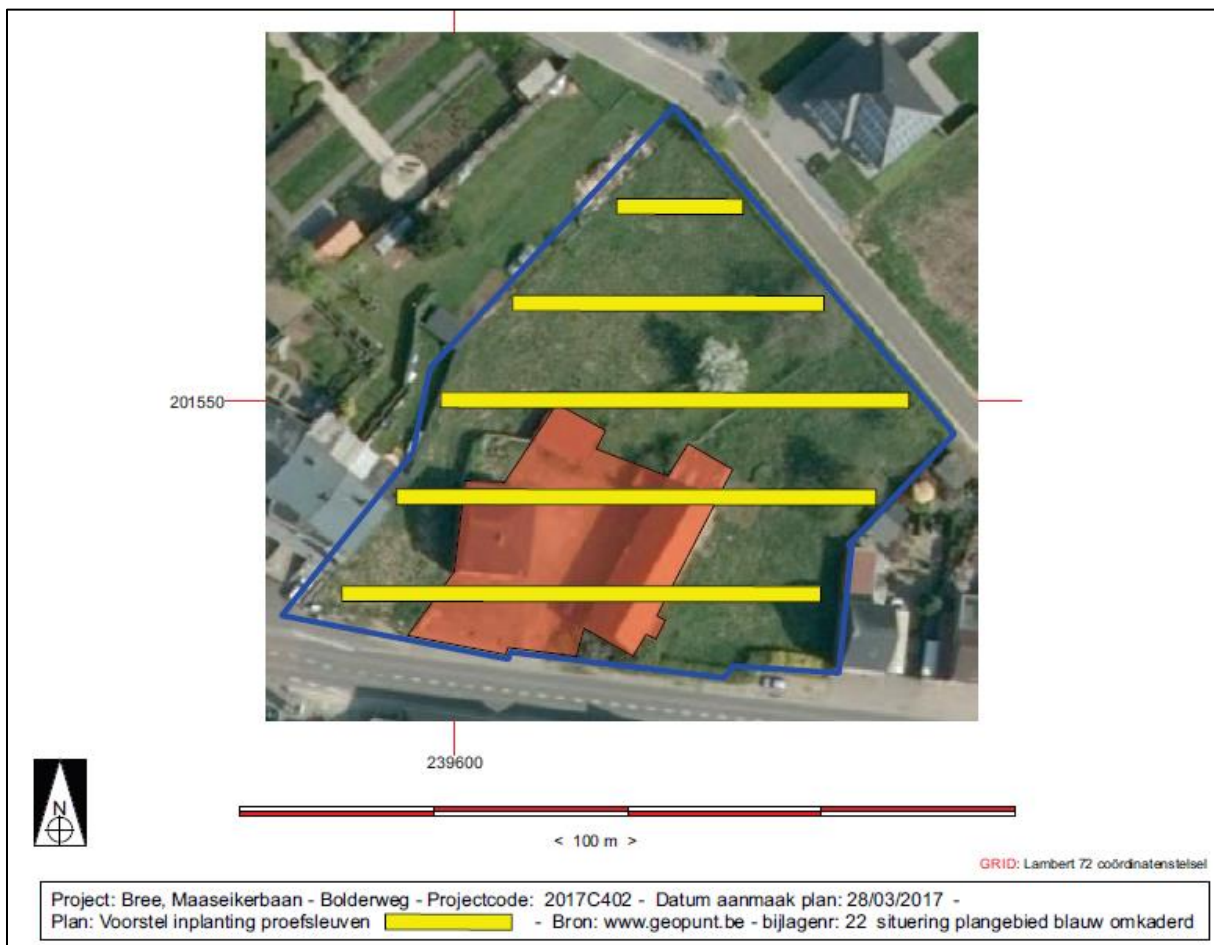 201550
239600
N
< 100 m >
GRID: Lambert 72 coördinatenstelsel
Project: Bree, Maaseikerbaan - Bolderweg - Projectcode: 2017C402 - Datum aanmaak plan: 28/03/2017 -
Plan: Voorstel inplanting proefsleuven - Bron: www.geopunt.be - bijlagenr: 22 situering plangebied blauw omkaderd